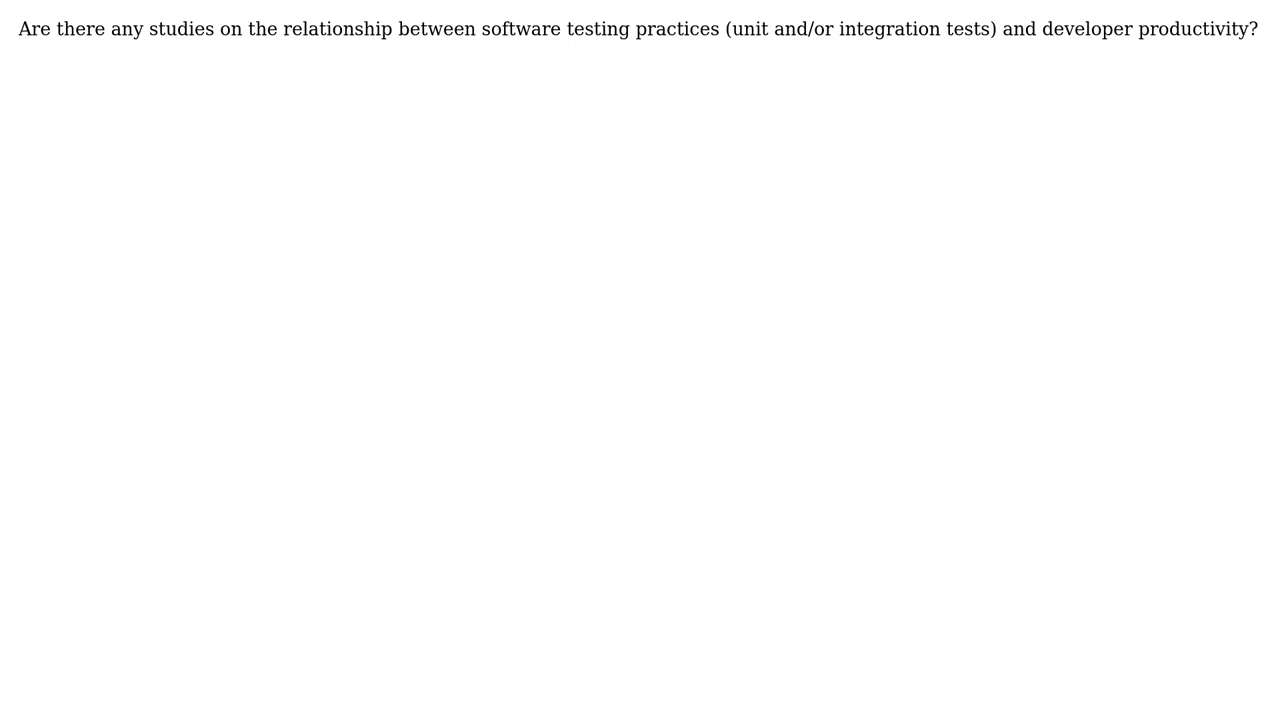 Are there any studies on the relationship between software testing practices (unit and/or integration tests) and developer productivity?